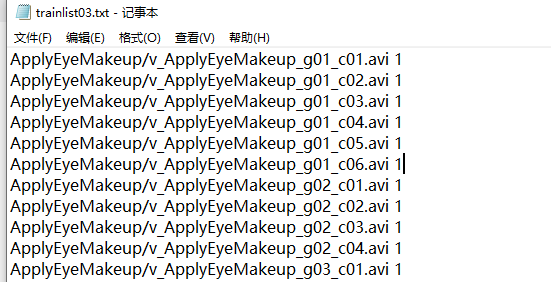 trainlist03.txt - 记事本
文件(F) 编辑(E) 格式(O) 查看(V) 帮助(H)
ApplyEyeMakeup/v_ApplyEyeMakeup_g01_c01.avi 1
ApplyEyeMakeup/v_ApplyEyeMakeup_g01_c02.avi 1
ApplyEyeMakeup/v_ApplyEyeMakeup_g01_c03.avi 1
ApplyEyeMakeup/v_ApplyEyeMakeup_g01_c04.avi 1
ApplyEyeMakeup/v_ApplyEyeMakeup_g01_c05.avi 1
ApplyEyeMakeup/v_ApplyEyeMakeup_g01_c06.avi 1
ApplyEyeMakeup/v_ApplyEyeMakeup_g02_c01.avi 1
ApplyEyeMakeup/v_ApplyEyeMakeup_g02_c02.avi 1
ApplyEyeMakeup/v_ApplyEyeMakeup_g02_c03.avi 1
ApplyEyeMakeup/v_ApplyEyeMakeup_g02_c04.avi 1
ApplyEyeMakeup/v_ApplyEyeMakeup_g03_c01.avi 1